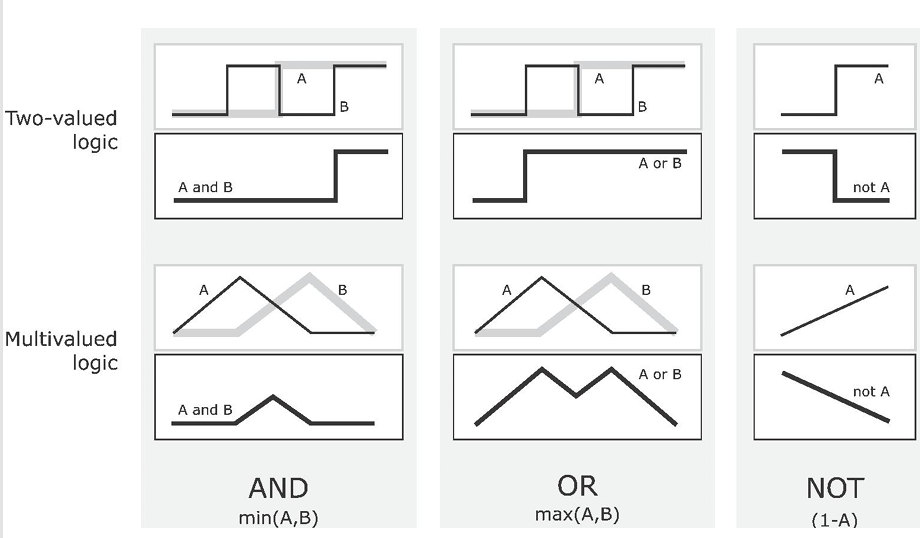 Two-valued
logic
A
B
A and B
A
B
A or B
A
not A
Multivalued
logic
A
B
A and B
A
B
A or B
A
not A
AND
min(A,B)
OR
max(A,B)
NOT
(1-A)